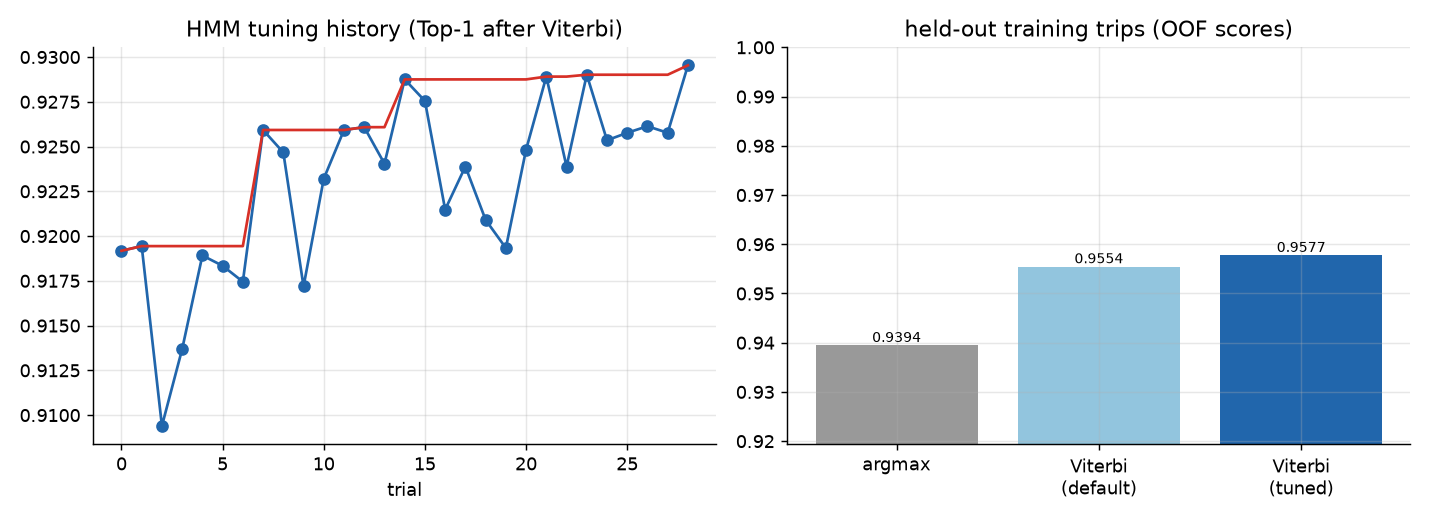 HMM tuning history (Top-1 after Viterbi)
0.9300
0.9275
0.9250
0.9225
0.9200
0.9175
0.9150
0.9125
0.9100
0 5 10 15 20 25
trial
held-out training trips (OOF scores)
1.00
0.99
0.98
0.97
0.96
0.95
0.94
0.93
0.92
0.9394
0.9554
0.9577
argmax
Viterbi
(default)
Viterbi
(tuned)